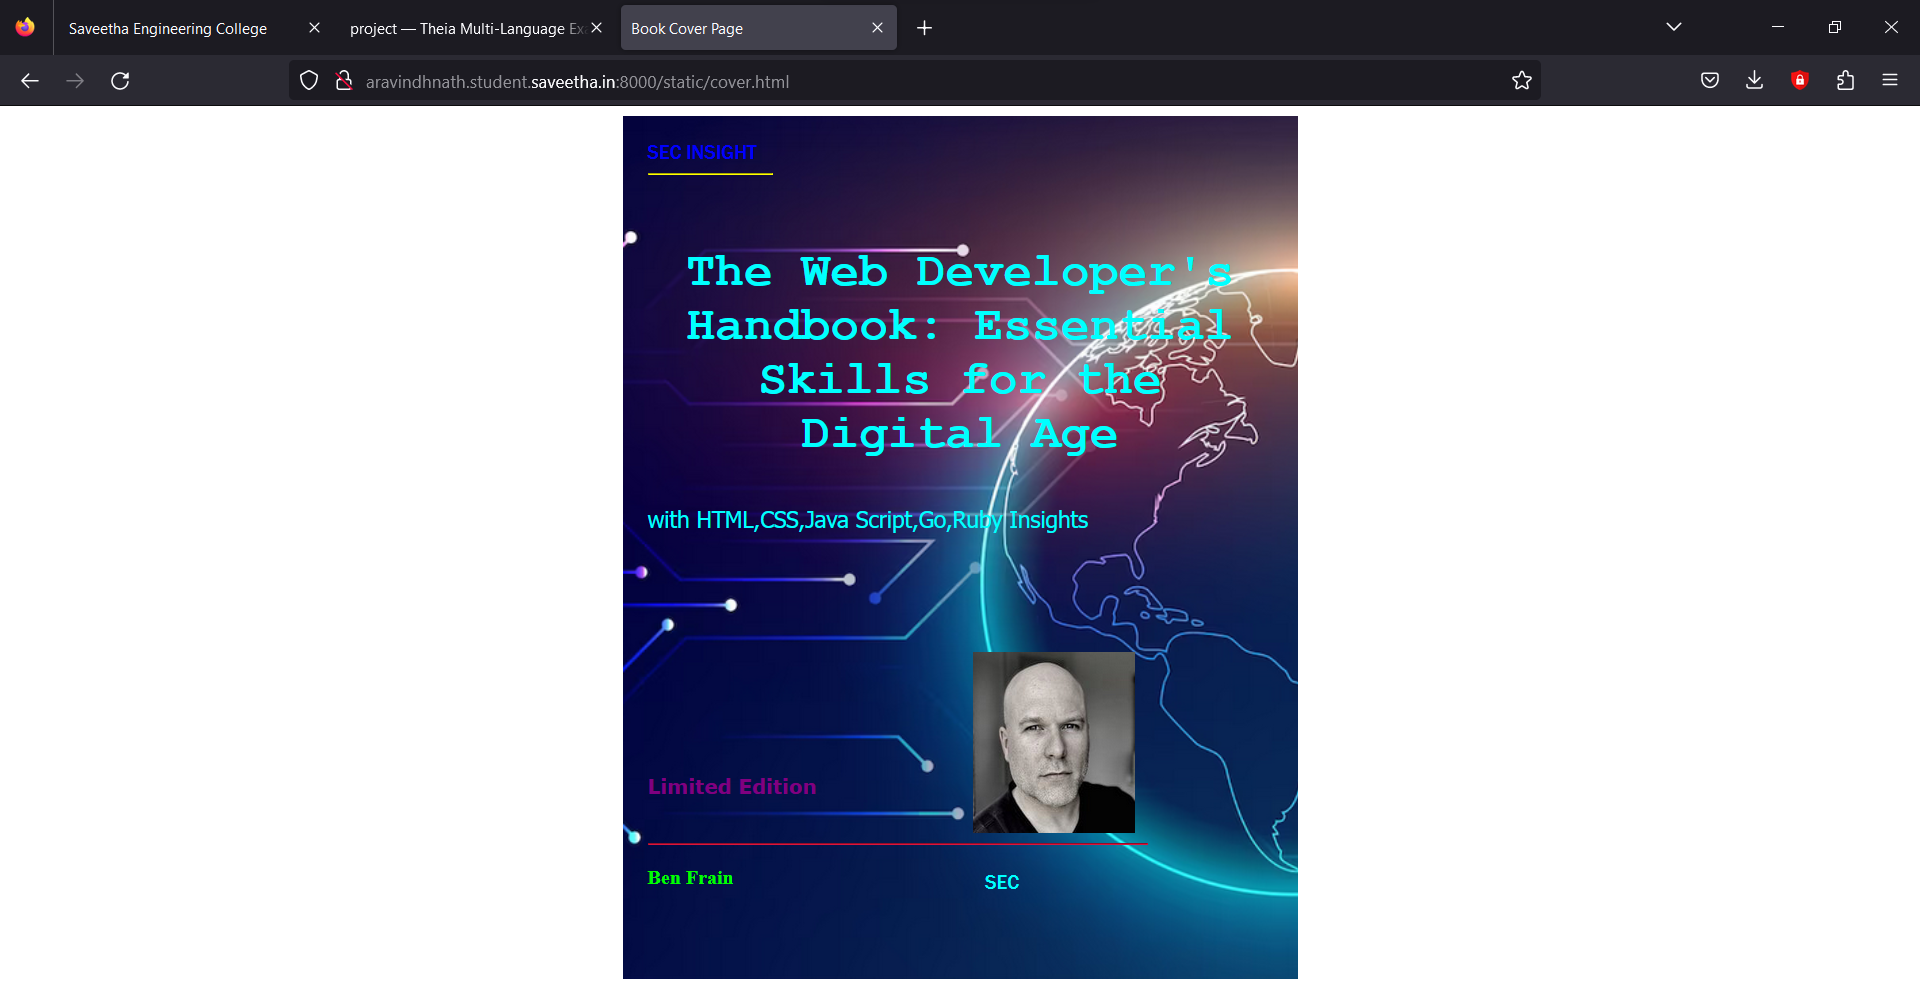 Saveetha Engineering College
project — Theia Multi-Language Ex
Book Cover Page
aravindhnath.student.saveetha.in:8000/static/cover.html
SEC INSIGHT
The Web Developer's
Handbook: Essential
Skills for the
Digital Age
with HTML,CSS,Java Script,Go,Ruby Insights
Limited Edition
Ben Frain
SEC